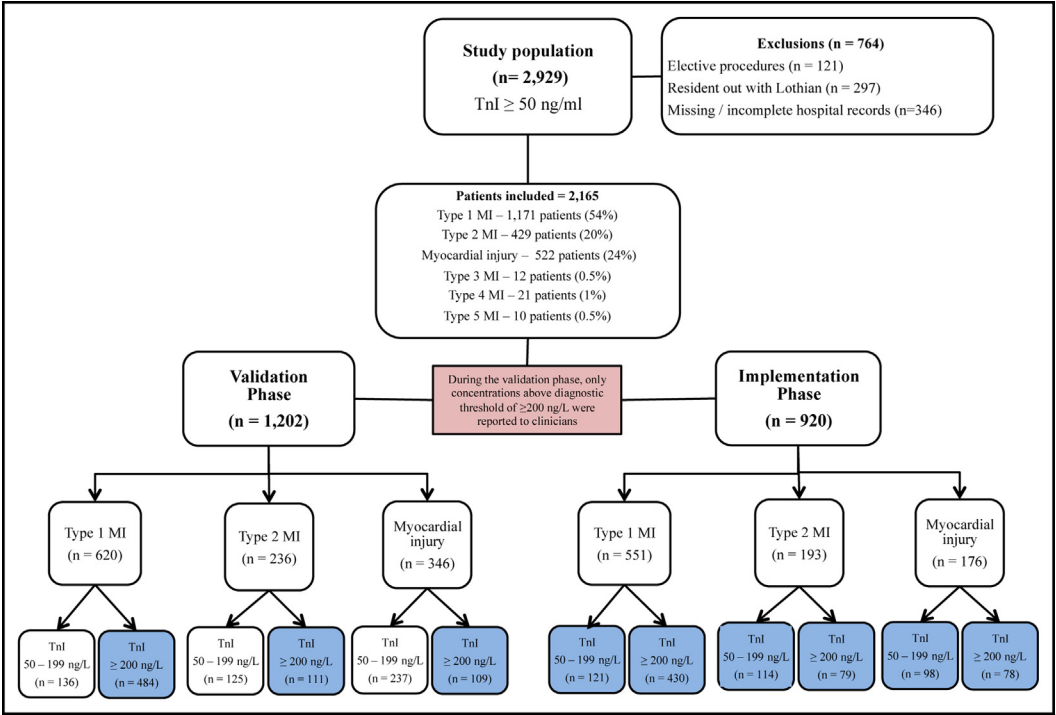 Study population
(n= 2,929)
TnI ≥ 50 ng/ml
Exclusions (n = 764)
Elective procedures (n = 121)
Resident out with Lothian (n = 297)
Missing / incomplete hospital records (n=346)
Patients included = 2,165
Type 1 MI – 1,171 patients (54%)
Type 2 MI – 429 patients (20%)
Myocardial injury – 522 patients (24%)
Type 3 MI – 12 patients (0.5%)
Type 4 MI – 21 patients (1%)
Type 5 MI – 10 patients (0.5%)
Validation
Phase
(n = 1,202)
During the validation phase, only
concentrations above diagnostic
threshold of ≥200 ng/L were
reported to clinicians
Implementation
Phase
(n = 920)
Type 1 MI
(n = 620)
Type 2 MI
(n = 236)
Myocardial
injury
(n = 346)
Type 1 MI
(n = 551)
Type 2 MI
(n = 193)
Myocardial
injury
(n = 176)
TnI
50 – 199 ng/L
(n = 136)
TnI
≥ 200 ng/L
(n = 484)
TnI
50 – 199 ng/L
(n = 125)
TnI
≥ 200 ng/L
(n = 111)
TnI
50 – 199 ng/L
(n = 237)
TnI
≥ 200 ng/L
(n = 109)
TnI
50 – 199 ng/L
(n = 121)
TnI
≥ 200 ng/L
(n = 430)
TnI
50 – 199 ng/L
(n = 114)
TnI
≥ 200 ng/L
(n = 79)
TnI
50 – 199 ng/L
(n = 98)
TnI
≥ 200 ng/L
(n = 78)